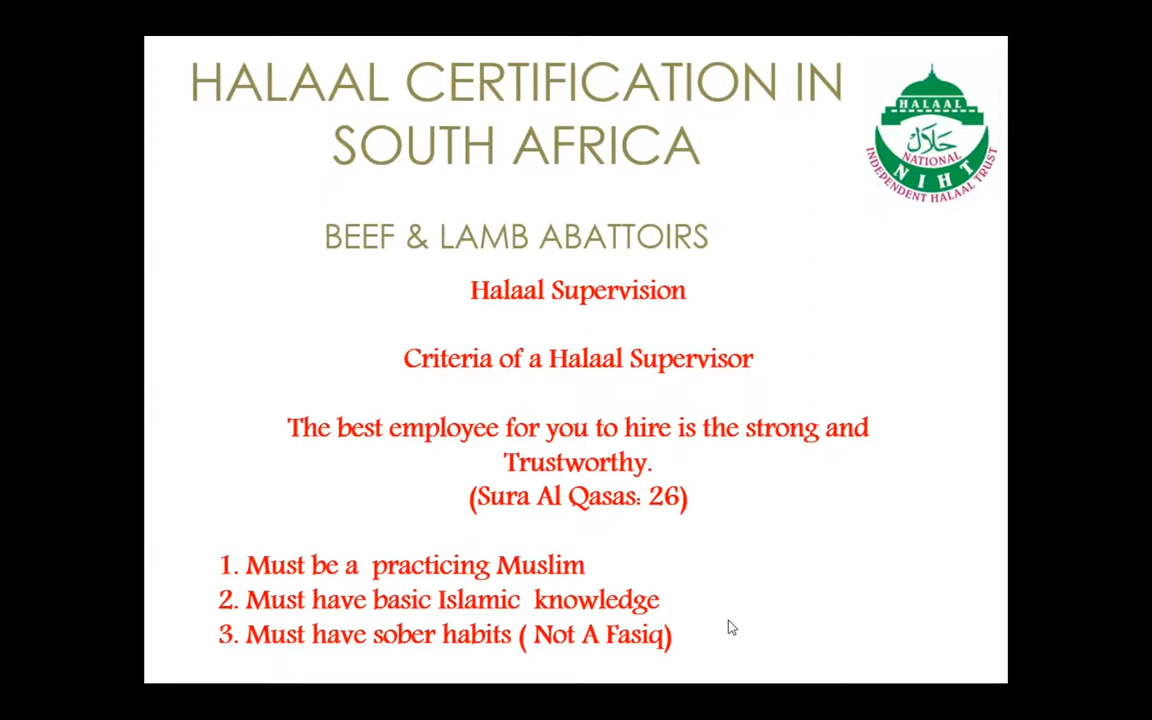 HALAAL CERTIFICATION IN
SOUTH AFRICA
HALAAL
حلال
NATIONAL
NIHT
INDEPENDENT HALAAL TRUST
BEEF & LAMB ABATTOIRS
Halaal Supervision
Criteria of a Halaal Supervisor
The best employee for you to hire is the strong and
Trustworthy.
(Sura Al Qasas: 26)
1. Must be a practicing Muslim
2. Must have basic Islamic knowledge
3. Must have sober habits ( Not A Fasiq)